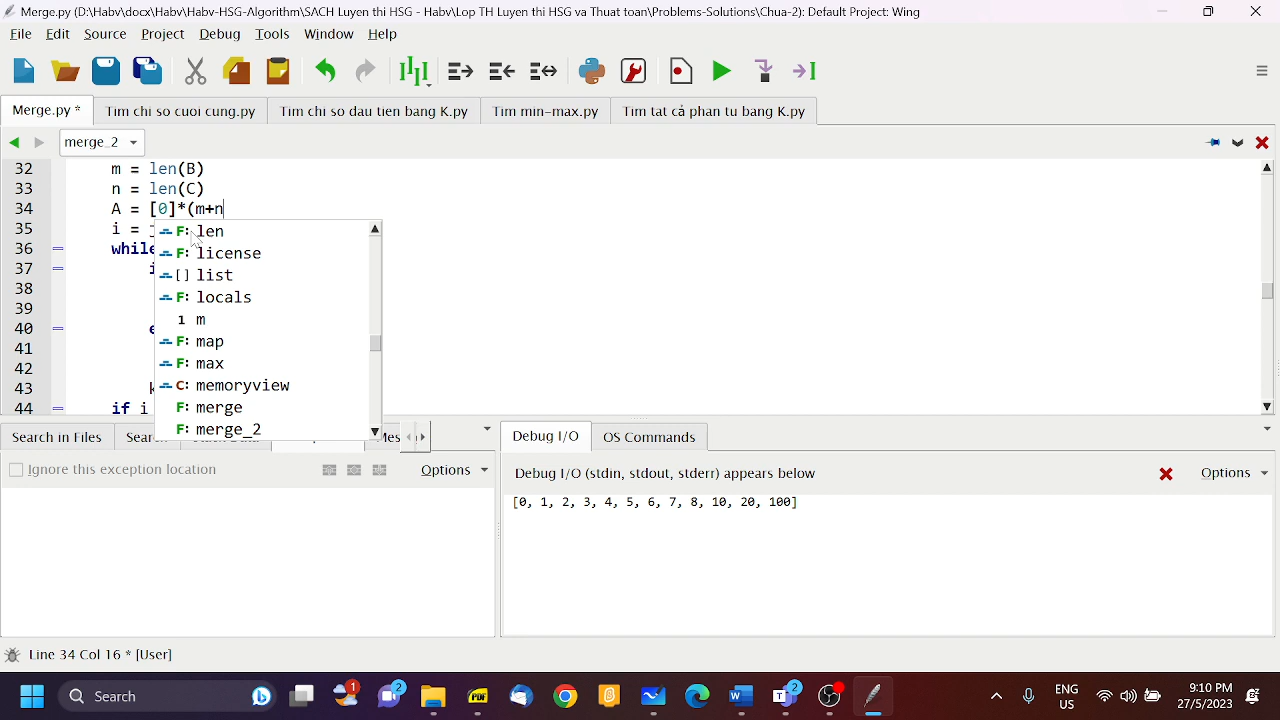 Merge.py (D:\Habv\docx\Habv\Habv-HSG-Algorithm\SACH Luyen thi HSG - Habv\Lop TH Luyen thi HSG va Thuat toan\Problems-Solutions\Chua-2): Default Project: Wing
File Edit Source Project Debug Tools Window Help
Merge.py * Tim chi so cuoi cung.py Tim chi so dau tien bang K.py Tim min-max.py Tim tat cả phan tu bang K.py
merge_2
32 m = len(B)
33 n = len(C)
34 A = [0]*(m+n
35 i =
36 while
37
38
39
40 e
41
42
43 k
44 if i
F: len
F: license
[] list
F: locals
1 m
F: map
F: max
C: memoryview
F: merge
F: merge_2
Search in Files
Debug I/O OS Commands
Ignore this exception location Options
Debug I/O (stdin, stdout, stderr) appears below Options
[0, 1, 2, 3, 4, 5, 6, 7, 8, 10, 20, 100]
Line 34 Col 16 * [User]
Search
1
2
PDF
2
ENG
US
9:10 PM
27/5/2023